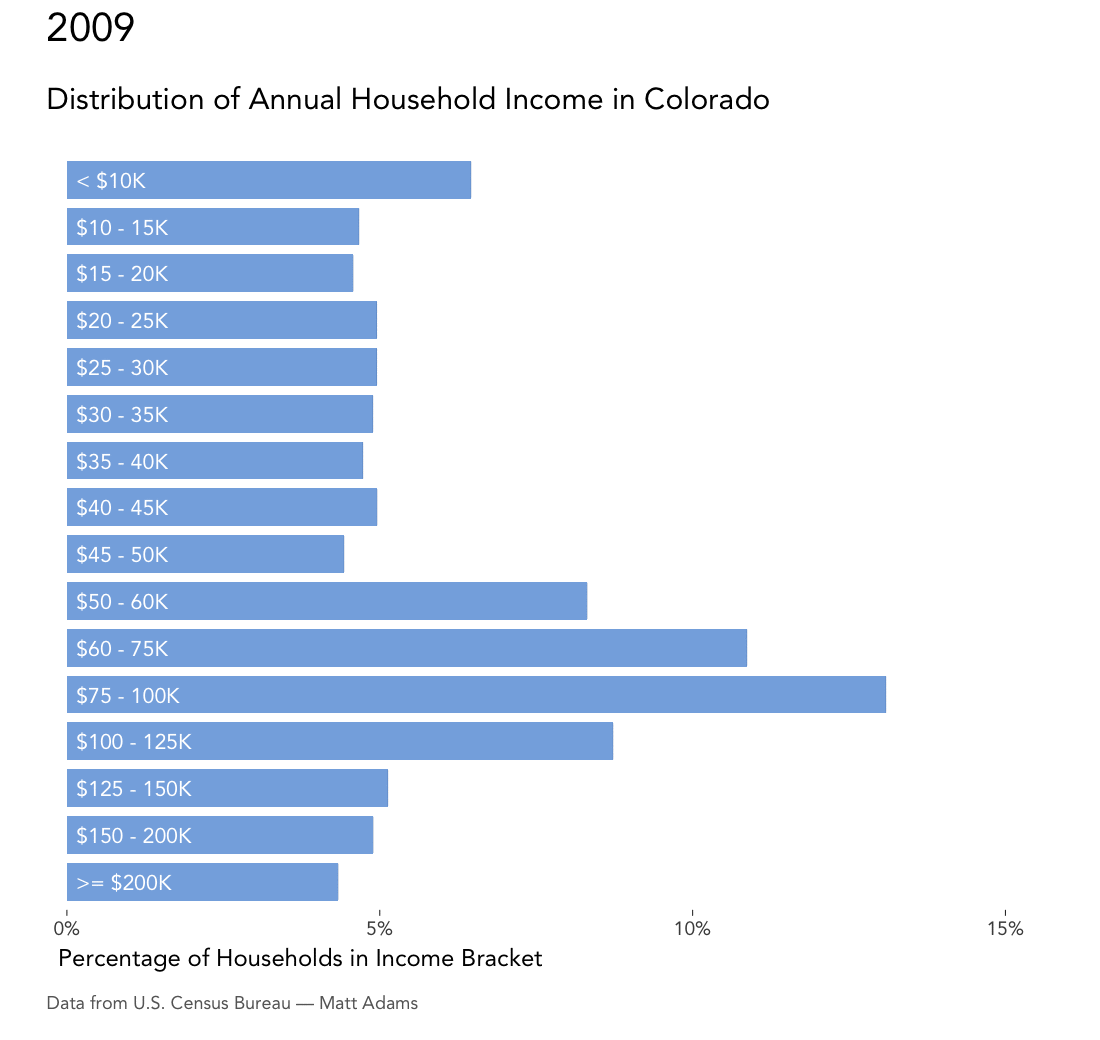 2009
Distribution of Annual Household Income in Colorado
< $10K
$10 - 15K
$15 - 20K
$20 - 25K
$25 - 30K
$30 - 35K
$35 - 40K
$40 - 45K
$45 - 50K
$50 - 60K
$60 - 75K
$75 - 100K
$100 - 125K
$125 - 150K
$150 - 200K
>= $200K
0% 5% 10% 15%
Percentage of Households in Income Bracket
Data from U.S. Census Bureau — Matt Adams